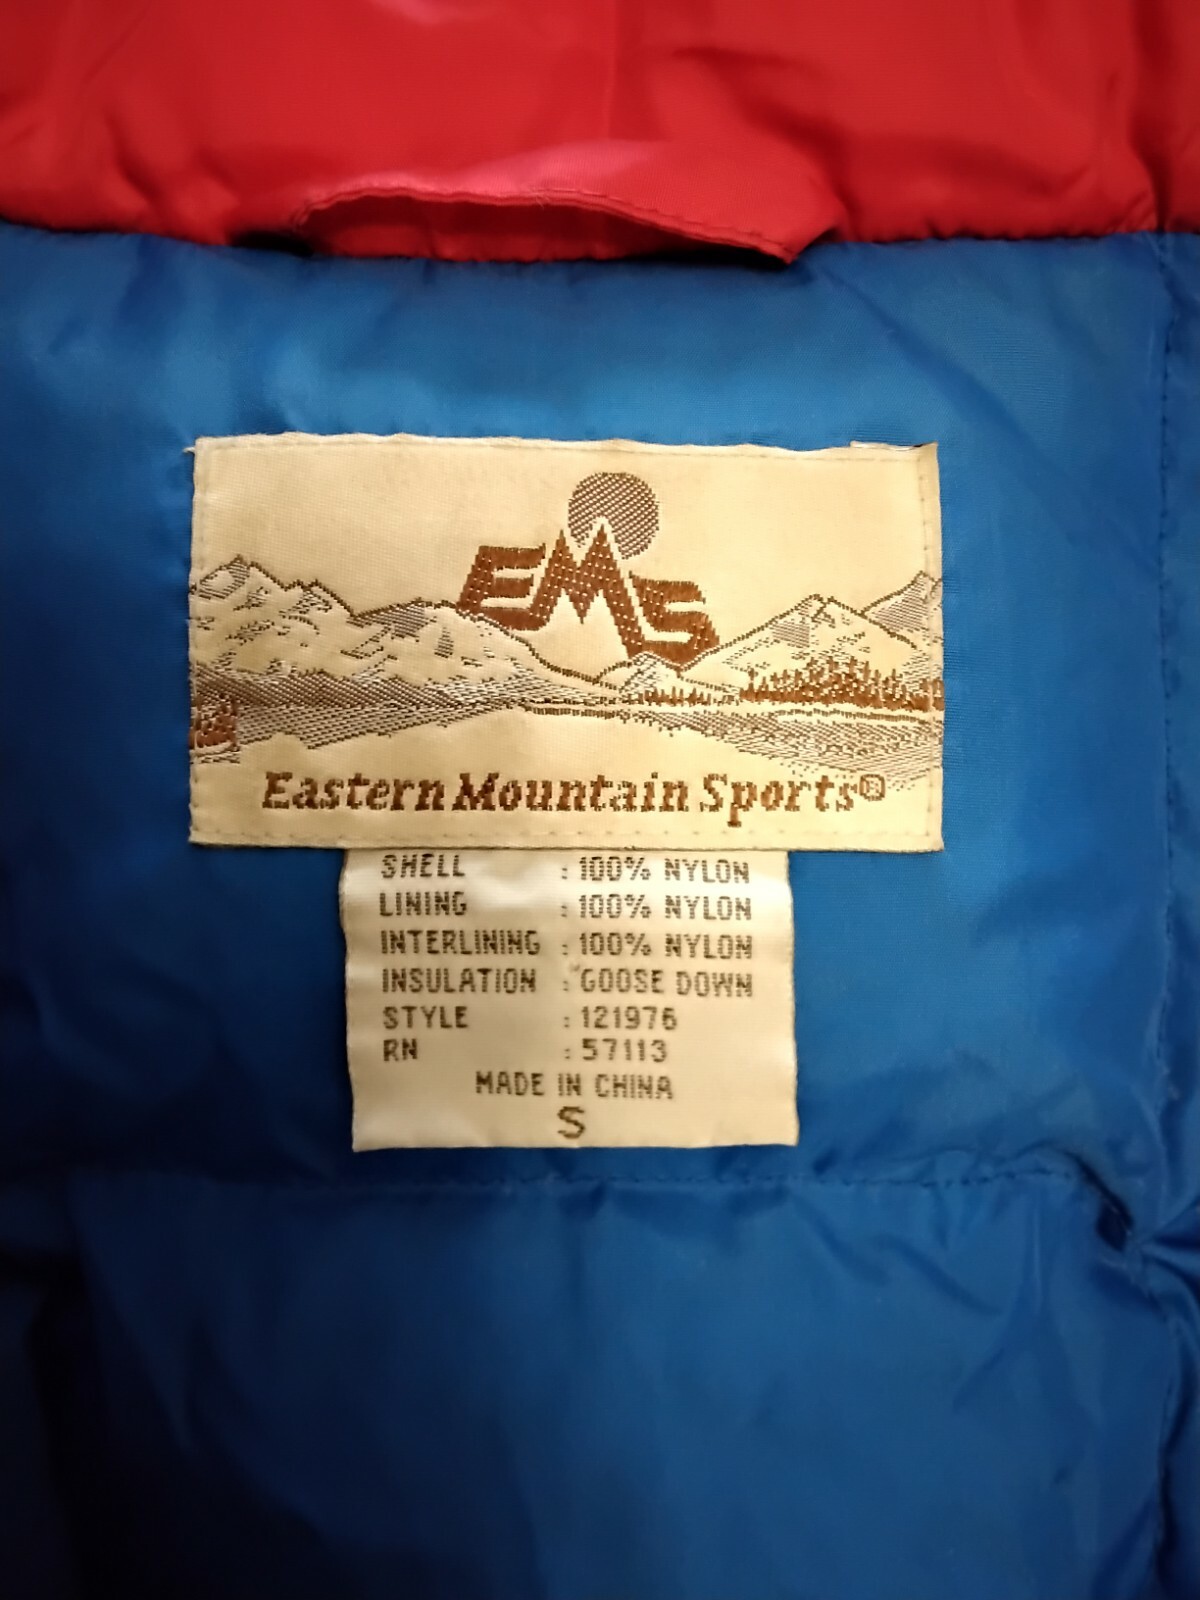 EMS
Eastern Mountain Sports®
SHELL : 100% NYLON
LINING : 100% NYLON
INTERLINING : 100% NYLON
INSULATION : GOOSE DOWN
STYLE : 121976
RN : 57113
MADE IN CHINA
S